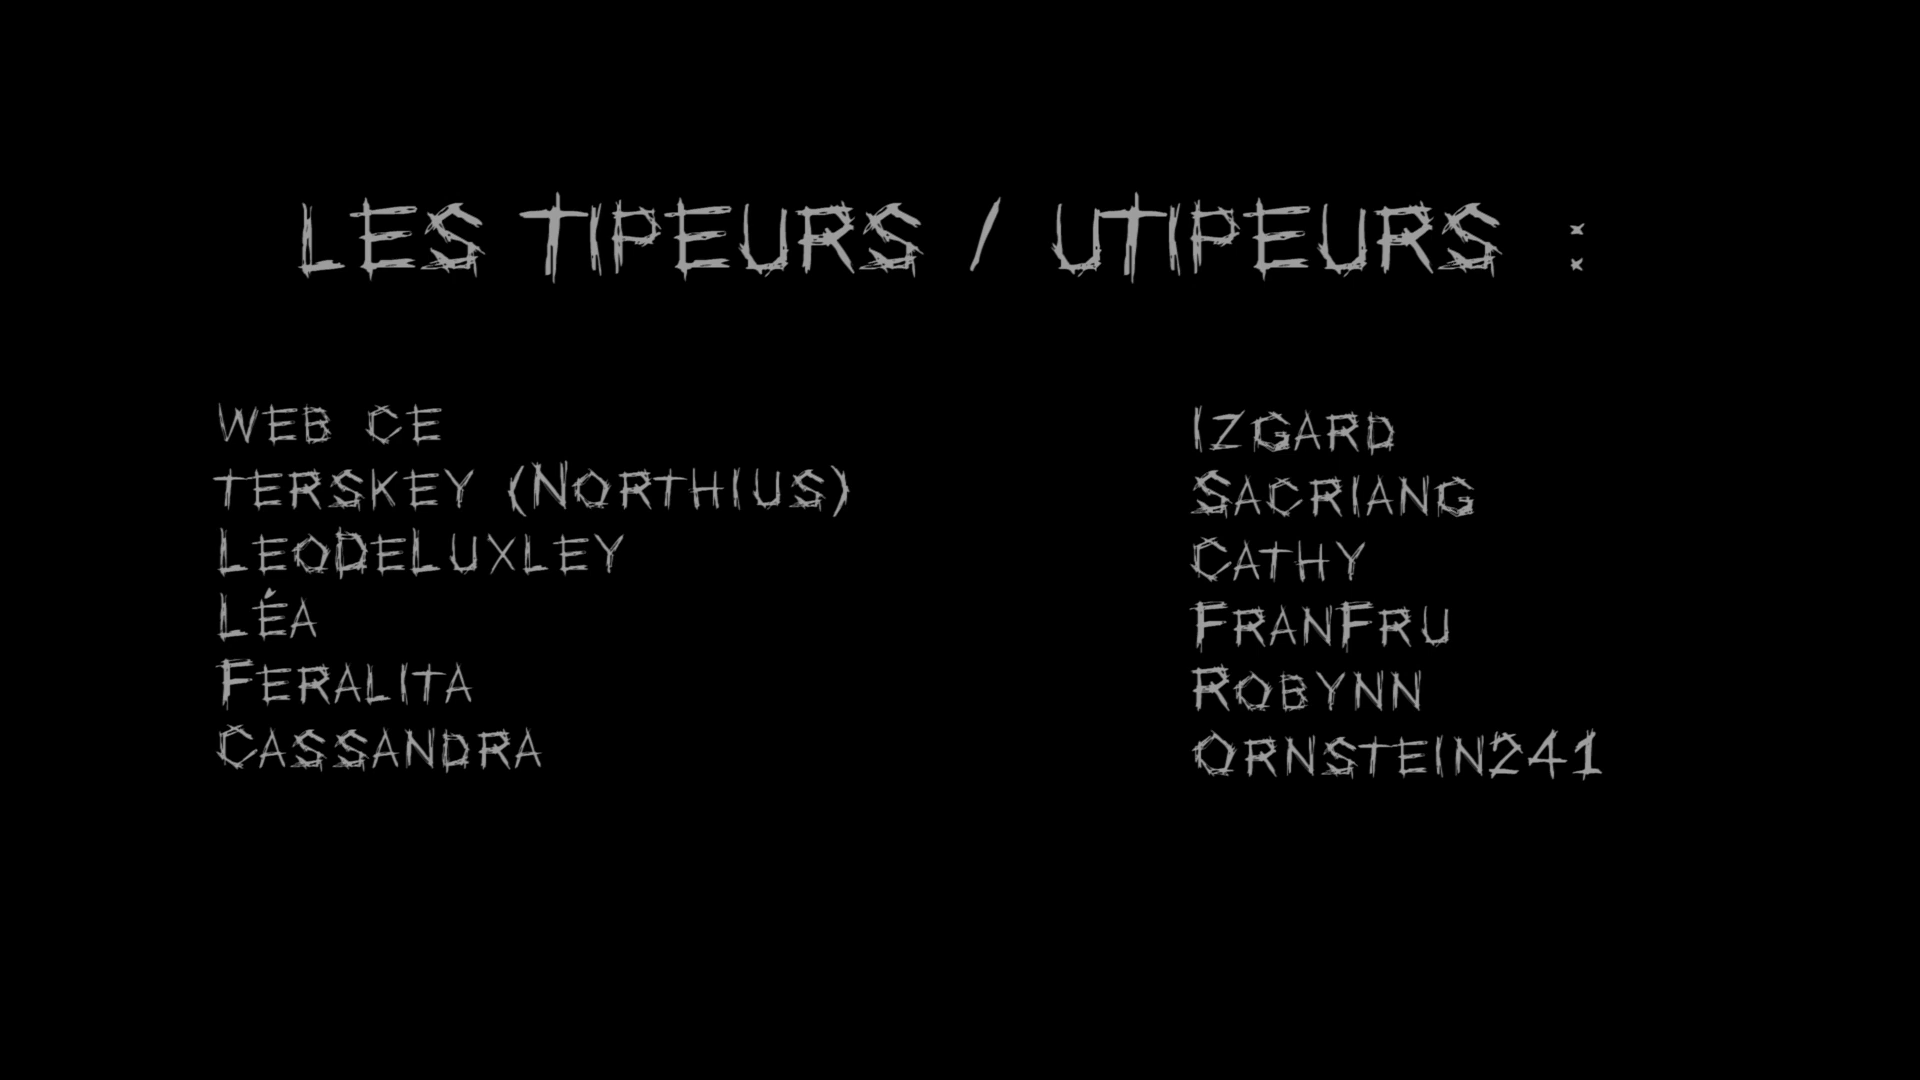 LES TIPEURS / UTIPEURS :
WEB CE
TERSKEY (NORTHIUS)
LEODELUXLEY
LÉA
FERALITA
CASSANDRA
IZGARD
SACRIANG
CATHY
FRANFRU
ROBYNN
ORNSTEIN241